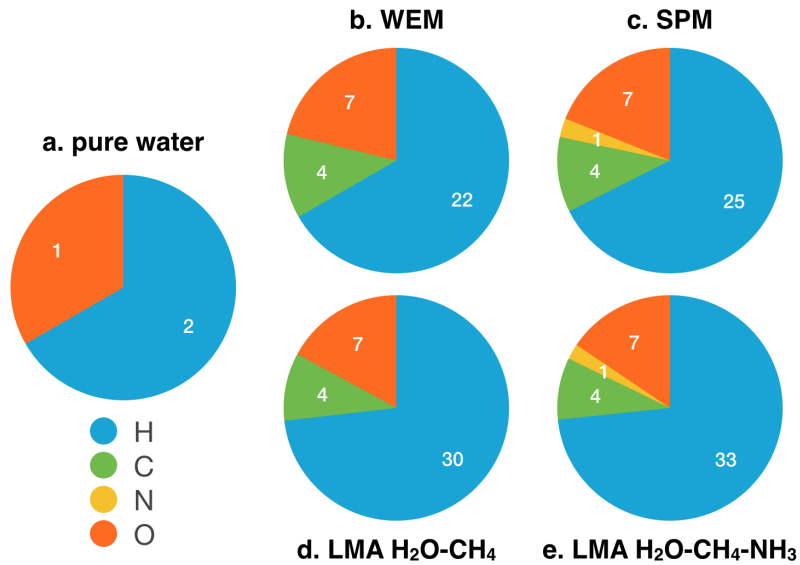 a. pure water
1
2
H
C
N
O
b. WEM
7
4
22
c. SPM
7
1
4
25
7
4
30
d. LMA H₂O-CH₄
7
1
4
33
e. LMA H₂O-CH₄-NH₃